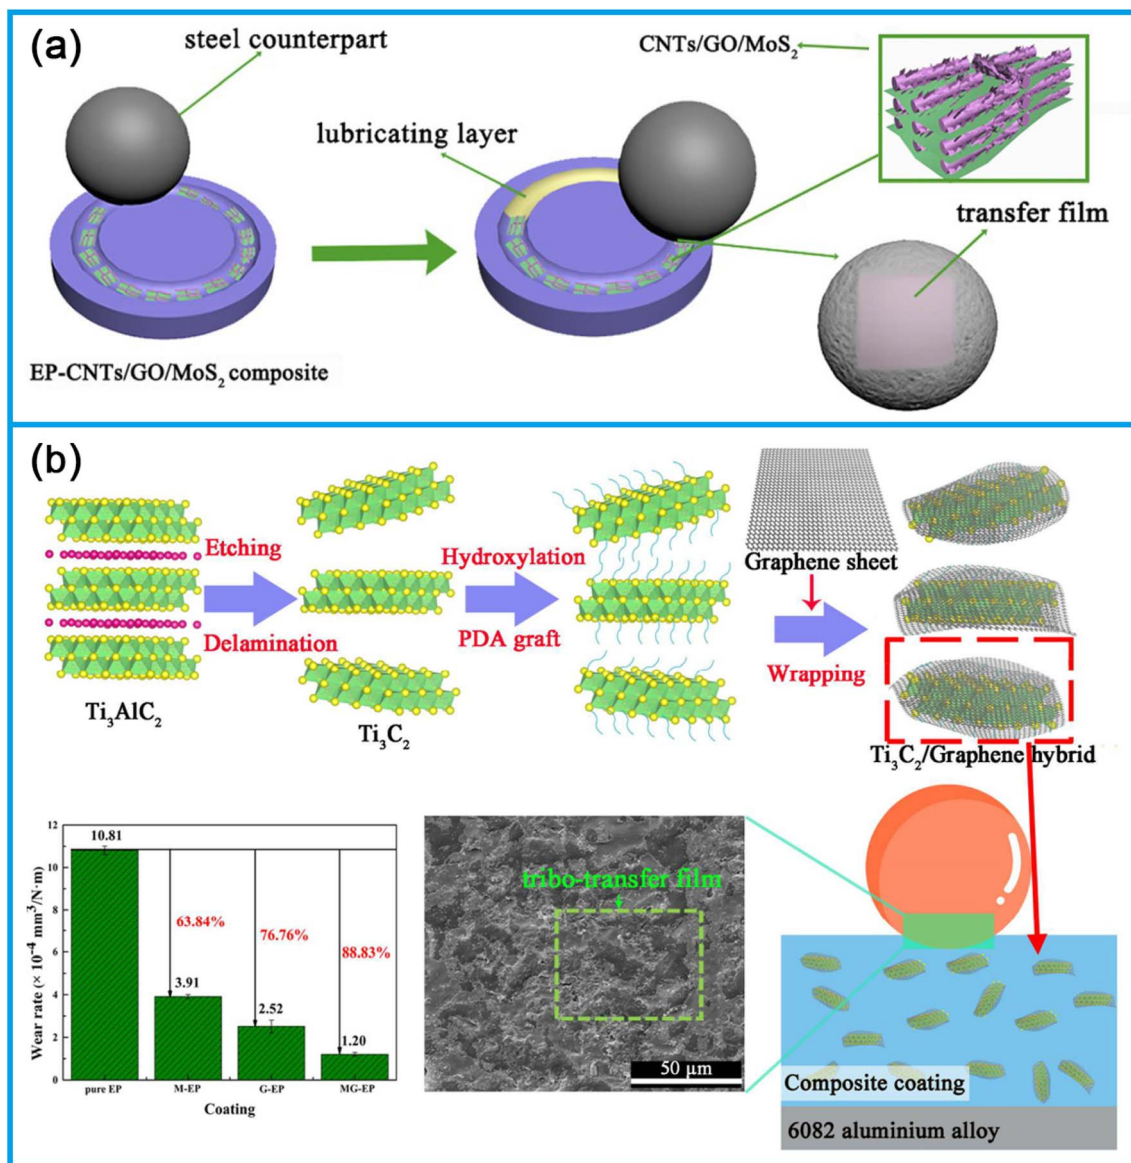 (a)
steel counterpart
CNTs/GO/MoS₂
lubricating layer
transfer film
EP-CNTs/GO/MoS₂ composite
(b)
Etching
Delamination
Hydroxylation
PDA graft
Graphene sheet
Wrapping
Ti₃AlC₂
Ti₃C₂
Ti₃C₂/Graphene hybrid
Wear rate (× 10⁻⁴ mm³/N·m)
12
10
8
6
4
2
0
10.81
63.84%
76.76%
88.83%
3.91
2.52
1.20
pure EP
M-EP
G-EP
MG-EP
Coating
tribo-transfer film
50 µm
Composite coating
6082 aluminium alloy